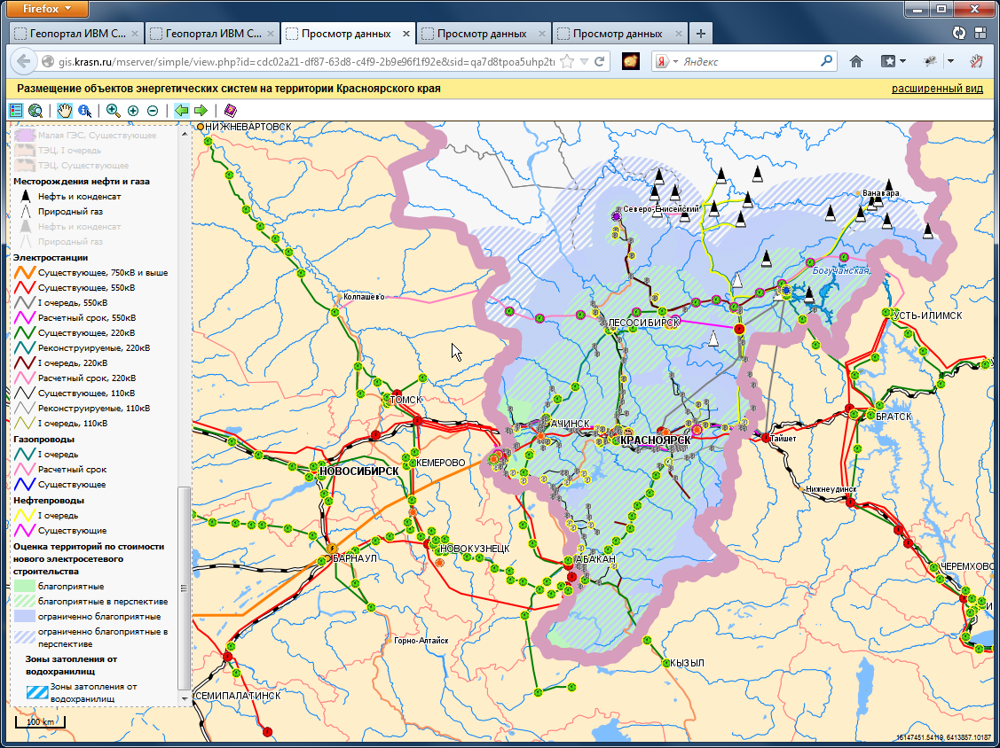 Firefox
Геопортал ИВМ С...
Геопортал ИВМ С...
Просмотр данных
Просмотр данных
Просмотр данных
gis.krasn.ru/mserver/simple/view.php?id=cdc02a21-df87-63d8-c4f9-2b9e96f1f92e&sid=qa7d8tpoa5uhp2tr
Яндекс
Размещение объектов энергетических систем на территории Красноярского края
расширенный вид
Малая ГЭС, Существующее
ТЭЦ, I очередь
ТЭЦ, Существующее
Месторождения нефти и газа
Нефть и конденсат
Природный газ
Нефть и конденсат
Природный газ
Электростанции
Существующее, 750кВ и выше
Существующее, 550кВ
I очередь, 550кВ
Расчетный срок, 550кВ
Существующее, 220кВ
Реконструируемые, 220кВ
I очередь, 220кВ
Расчетный срок, 220кВ
Существующее, 110кВ
Реконструируемые, 110кВ
I очередь, 110кВ
Газопроводы
I очередь
Расчетный срок
Существующее
Нефтепроводы
I очередь
Существующие
Оценка территорий по стоимости
нового электросетевого
строительства
благоприятные
благоприятные в перспективе
ограниченно благоприятные
ограниченно благоприятные в
перспективе
Зоны затопления от
водохранилищ
Зоны затопления от
водохранилищ
100 km
НИЖНЕВАРТОВСК
Северо-Енисейский
Ванавара
Богучанская
Колпашево
ЛЕСОСИБИРСК
УСТЬ-ИЛИМСК
ТОМСК
АЧИНСК
КРАСНОЯРСК
БРАТСК
Тайшет
КЕМЕРОВО
НОВОСИБИРСК
Нижнеудинск
НОВОКУЗНЕЦК
БАРНАУЛ
АБАКАН
ЧЕРЕМХОВО
Горно-Алтайск
КЫЗЫЛ
СЕМИПАЛАТИНСК
16147451.54119, 6413857.10187